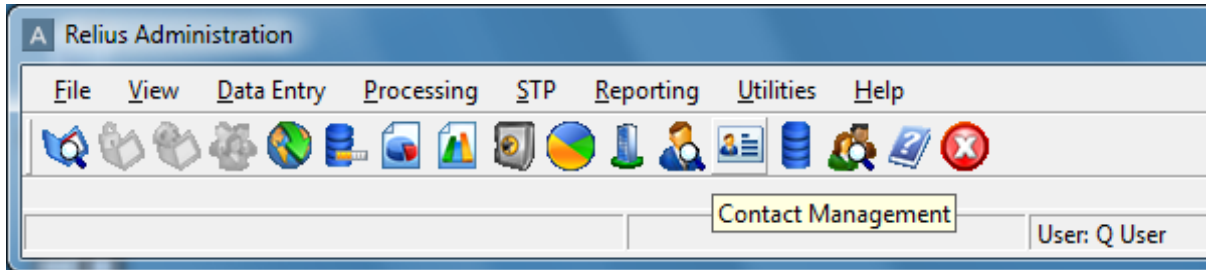 A Relius Administration
File View Data Entry Processing STP Reporting Utilities Help
Contact Management
User: Q User